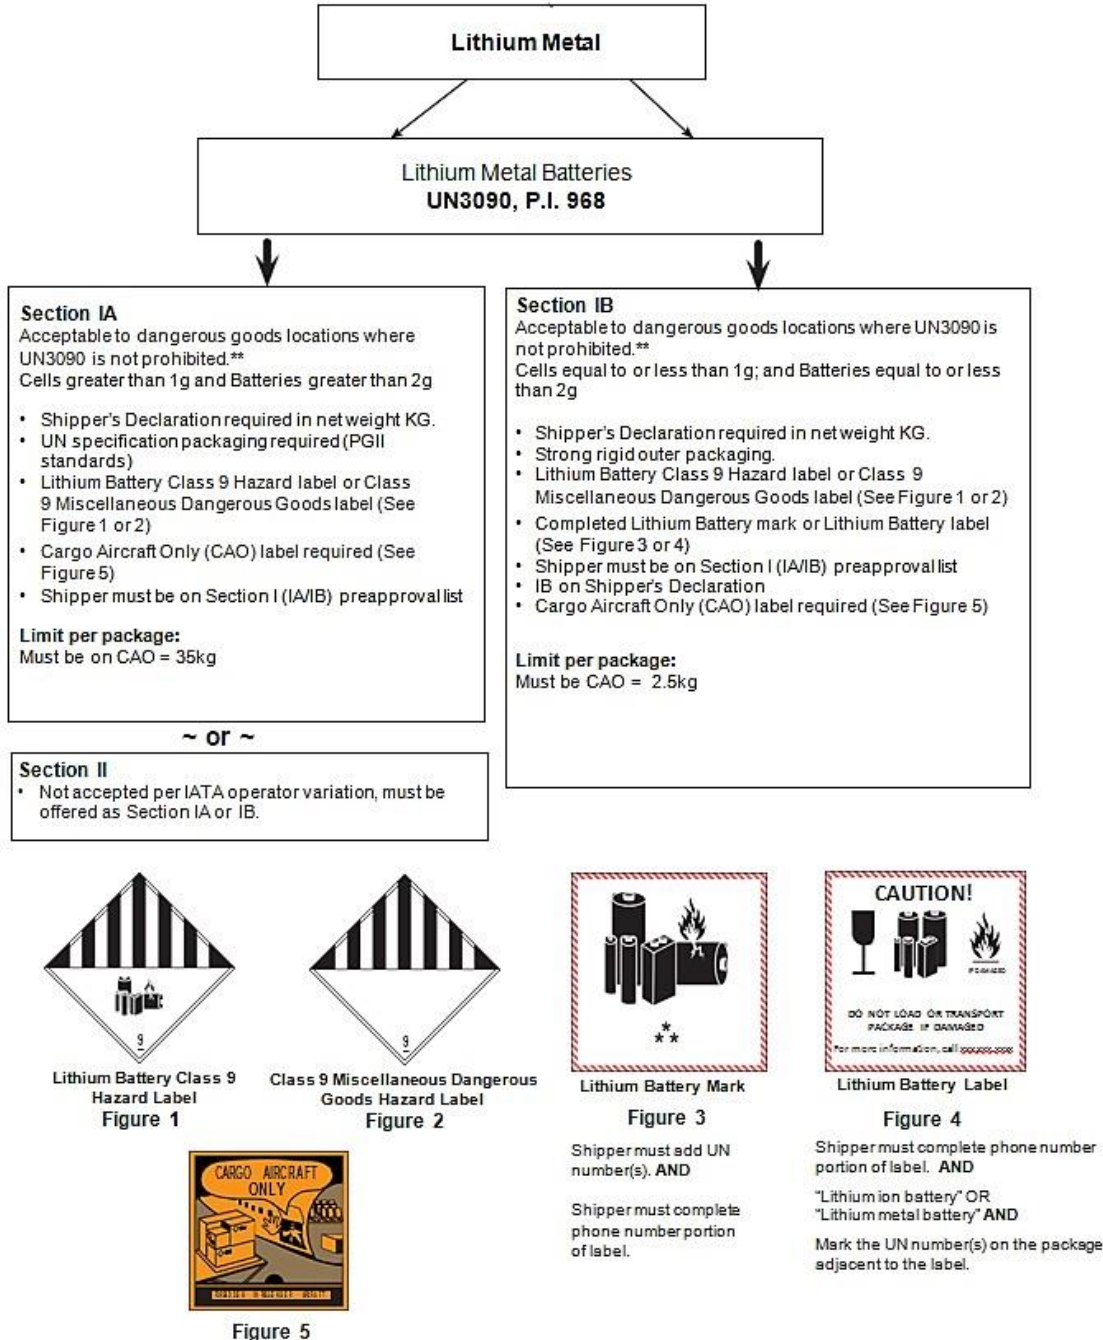 Lithium Metal
Lithium Metal Batteries
UN3090, P.I. 968
Section IA
Acceptable to dangerous goods locations where
UN3090 is not prohibited.**
Cells greater than 1g and Batteries greater than 2g
• Shipper's Declaration required in net weight KG.
• UN specification packaging required (PGII
standards)
• Lithium Battery Class 9 Hazard label or Class
9 Miscellaneous Dangerous Goods label (See
Figure 1 or 2)
• Cargo Aircraft Only (CAO) label required (See
Figure 5)
• Shipper must be on Section I (IA/IB) preapproval list
Limit per package:
Must be on CAO = 35kg
Section IB
Acceptable to dangerous goods locations where UN3090 is
not prohibited.**
Cells equal to or less than 1g; and Batteries equal to or less
than 2g
• Shipper's Declaration required in net weight KG.
• Strong rigid outer packaging.
• Lithium Battery Class 9 Hazard label or Class 9
Miscellaneous Dangerous Goods label (See Figure 1 or 2)
• Completed Lithium Battery mark or Lithium Battery label
(See Figure 3 or 4)
• Shipper must be on Section I (IA/IB) preapproval list
• IB on Shipper's Declaration
• Cargo Aircraft Only (CAO) label required (See Figure 5)
Limit per package:
Must be CAO = 2.5kg
~ or ~
Section II
• Not accepted per IATA operator variation, must be
offered as Section IA or IB.
9
Lithium Battery Class 9
Hazard Label
Figure 1
9
Class 9 Miscellaneous Dangerous
Goods Hazard Label
Figure 2
***
Lithium Battery Mark
Figure 3
Shipper must add UN
number(s). AND
Shipper must complete
phone number portion
of label.
CAUTION!
IF DAMAGED
DO NOT LOAD OR TRANSPORT
PACKAGE IF DAMAGED
For more information, call xxx.xxx.xxxx
Lithium Battery Label
Figure 4
Shipper must complete phone number
portion of label. AND
"Lithium ion battery" OR
"Lithium metal battery" AND
Mark the UN number(s) on the package
adjacent to the label.
CARGO AIRCRAFT
ONLY
Figure 5